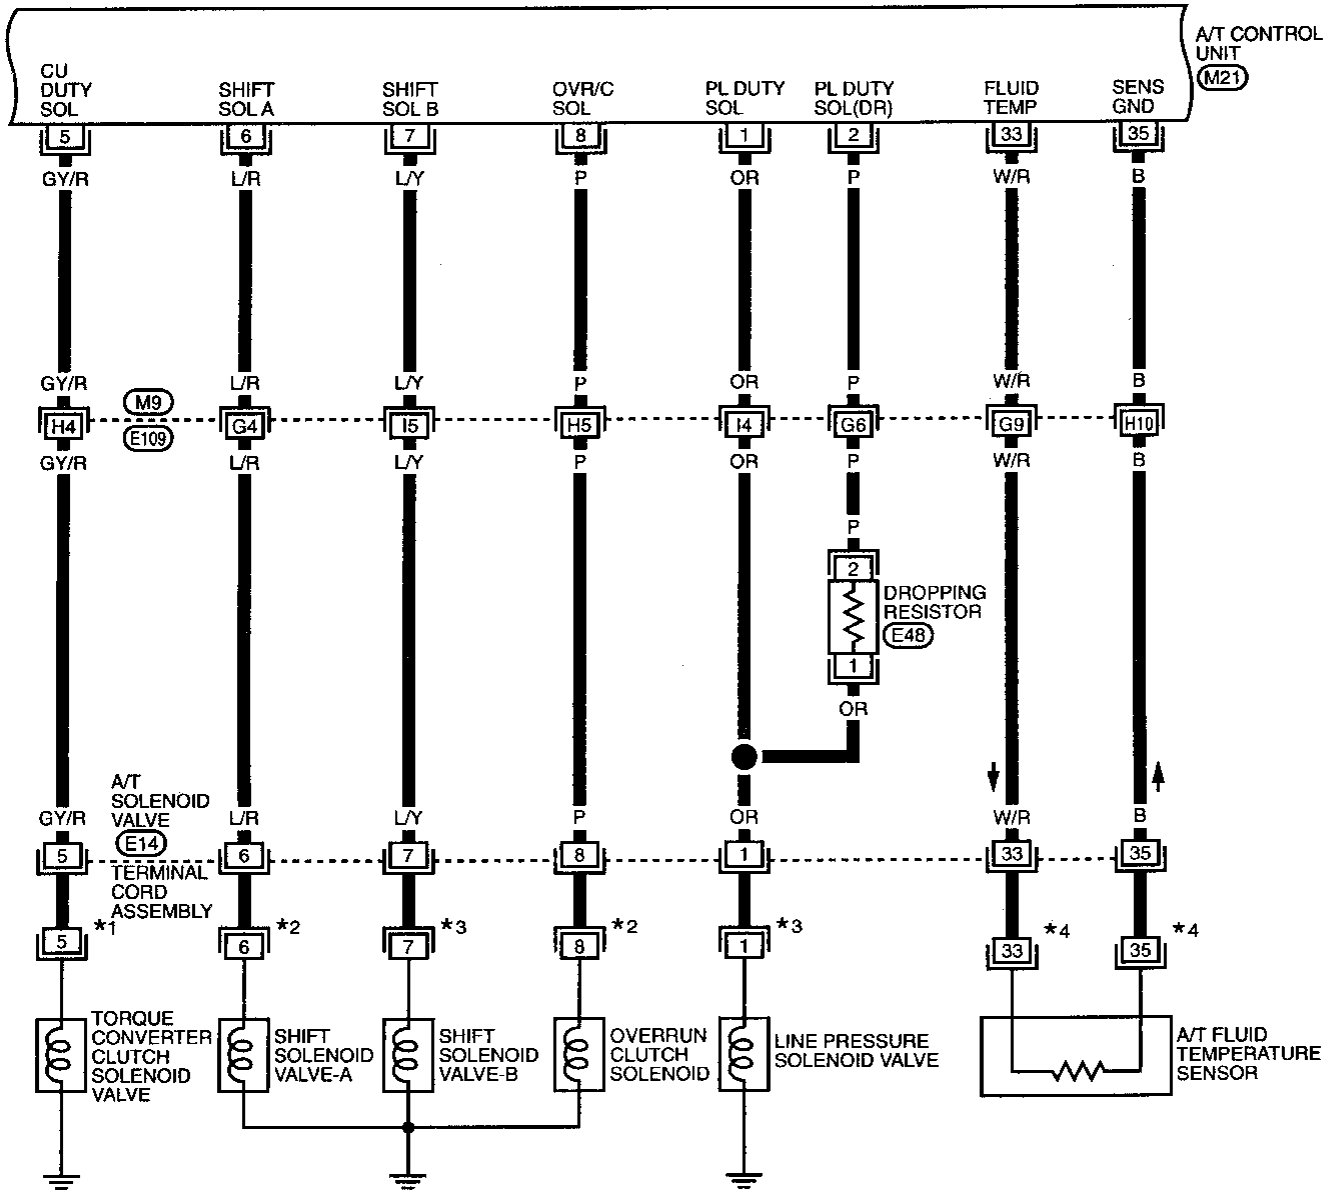 A/T CONTROL
UNIT
M21
CU
DUTY
SOL
SHIFT
SOL A
SHIFT
SOL B
OVR/C
SOL
PL DUTY
SOL
PL DUTY
SOL(DR)
FLUID
TEMP
SENS
GND
5
6
7
8
1
2
33
35
GY/R
L/R
L/Y
P
OR
P
W/R
B
GY/R
L/R
L/Y
P
OR
P
W/R
B
M9
H4
G4
I5
H5
I4
G6
G9
H10
E109
GY/R
L/R
L/Y
P
OR
P
W/R
B
P
2
DROPPING
RESISTOR
E48
1
OR
A/T
SOLENOID
VALVE
E14
GY/R
L/R
L/Y
P
OR
W/R
B
5
6
7
8
1
33
35
TERMINAL
CORD
ASSEMBLY
*1
*2
*3
*2
*3
*4
*4
5
6
7
8
1
33
35
TORQUE
CONVERTER
CLUTCH
SOLENOID
VALVE
SHIFT
SOLENOID
VALVE-A
SHIFT
SOLENOID
VALVE-B
OVERRUN
CLUTCH
SOLENOID
LINE PRESSURE
SOLENOID VALVE
A/T FLUID
TEMPERATURE
SENSOR